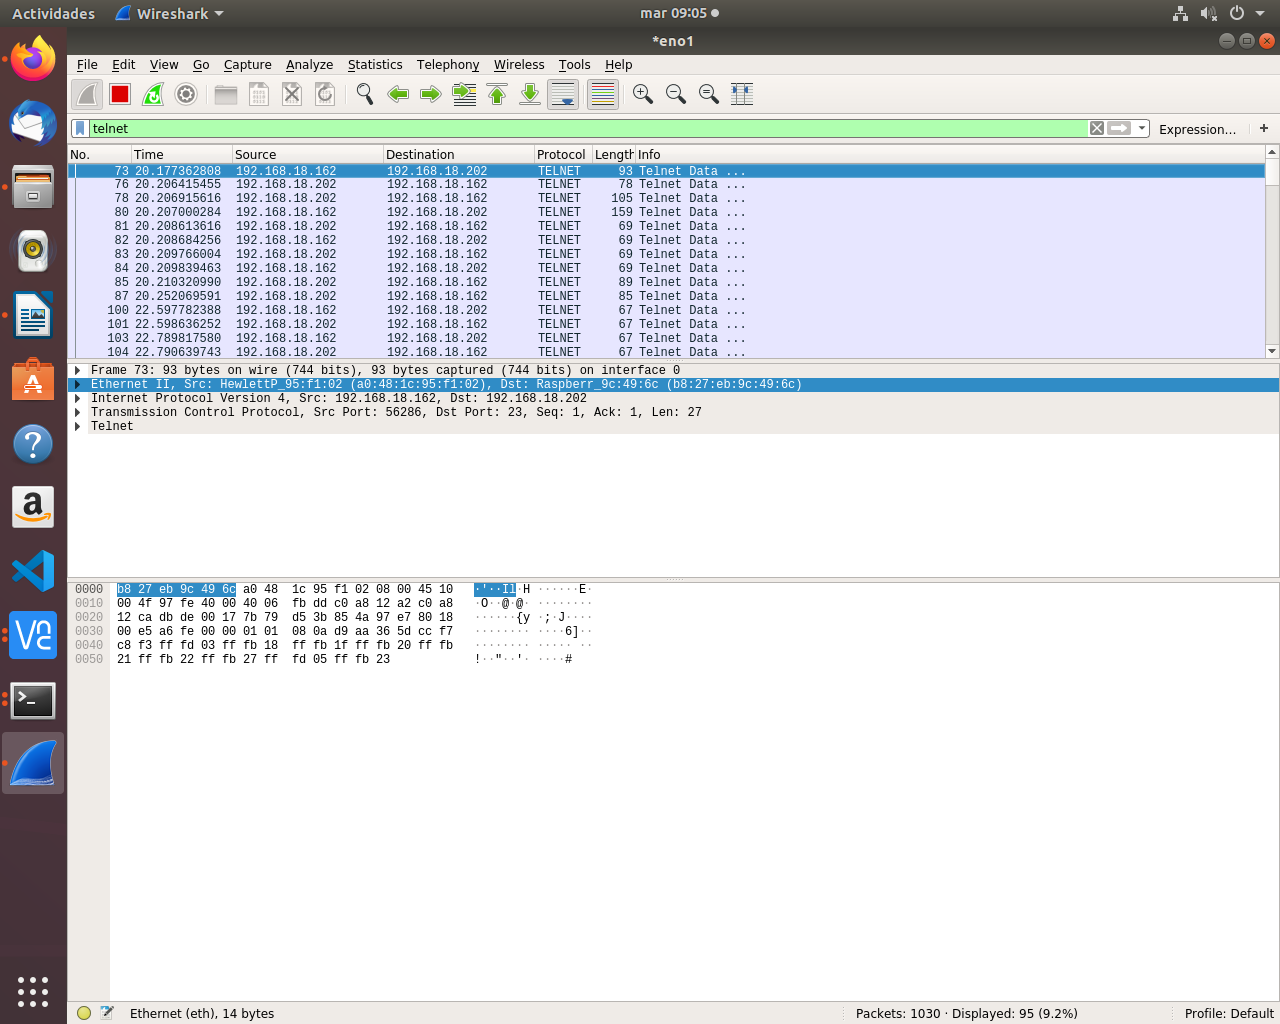 Actividades Wireshark mar 09:05
*eno1
File Edit View Go Capture Analyze Statistics Telephony Wireless Tools Help
telnet Expression… +
No. Time Source Destination Protocol Length Info
73 20.177362808 192.168.18.162 192.168.18.202 TELNET 93 Telnet Data ...
76 20.206415455 192.168.18.202 192.168.18.162 TELNET 78 Telnet Data ...
78 20.206915616 192.168.18.202 192.168.18.162 TELNET 105 Telnet Data ...
80 20.207000284 192.168.18.162 192.168.18.202 TELNET 159 Telnet Data ...
81 20.208613616 192.168.18.202 192.168.18.162 TELNET 69 Telnet Data ...
82 20.208684256 192.168.18.162 192.168.18.202 TELNET 69 Telnet Data ...
83 20.209766004 192.168.18.202 192.168.18.162 TELNET 69 Telnet Data ...
84 20.209839463 192.168.18.162 192.168.18.202 TELNET 69 Telnet Data ...
85 20.210320990 192.168.18.202 192.168.18.162 TELNET 89 Telnet Data ...
87 20.252069591 192.168.18.202 192.168.18.162 TELNET 85 Telnet Data ...
100 22.597782388 192.168.18.162 192.168.18.202 TELNET 67 Telnet Data ...
101 22.598636252 192.168.18.202 192.168.18.162 TELNET 67 Telnet Data ...
103 22.789817580 192.168.18.162 192.168.18.202 TELNET 67 Telnet Data ...
104 22.790639743 192.168.18.202 192.168.18.162 TELNET 67 Telnet Data ...
Frame 73: 93 bytes on wire (744 bits), 93 bytes captured (744 bits) on interface 0
Ethernet II, Src: HewlettP_95:f1:02 (a0:48:1c:95:f1:02), Dst: Raspberr_9c:49:6c (b8:27:eb:9c:49:6c)
Internet Protocol Version 4, Src: 192.168.18.162, Dst: 192.168.18.202
Transmission Control Protocol, Src Port: 56286, Dst Port: 23, Seq: 1, Ack: 1, Len: 27
Telnet
0000 b8 27 eb 9c 49 6c a0 48 1c 95 f1 02 08 00 45 10 ·'··Il·H ······E·
0010 00 4f 97 fe 40 00 40 06 fb dd c0 a8 12 a2 c0 a8 ·O··@·@· ········
0020 12 ca db de 00 17 7b 79 d5 3b 85 4a 97 e7 80 18 ······{y ·;·J····
0030 00 e5 a6 fe 00 00 01 01 08 0a d9 aa 36 5d cc f7 ········ ····6]··
0040 c8 f3 ff fd 03 ff fb 18 ff fb 1f ff fb 20 ff fb ········ ····· ··
0050 21 ff fb 22 ff fb 27 ff fd 05 ff fb 23 !··"··'· ····#
Ethernet (eth), 14 bytes Packets: 1030 · Displayed: 95 (9.2%) Profile: Default